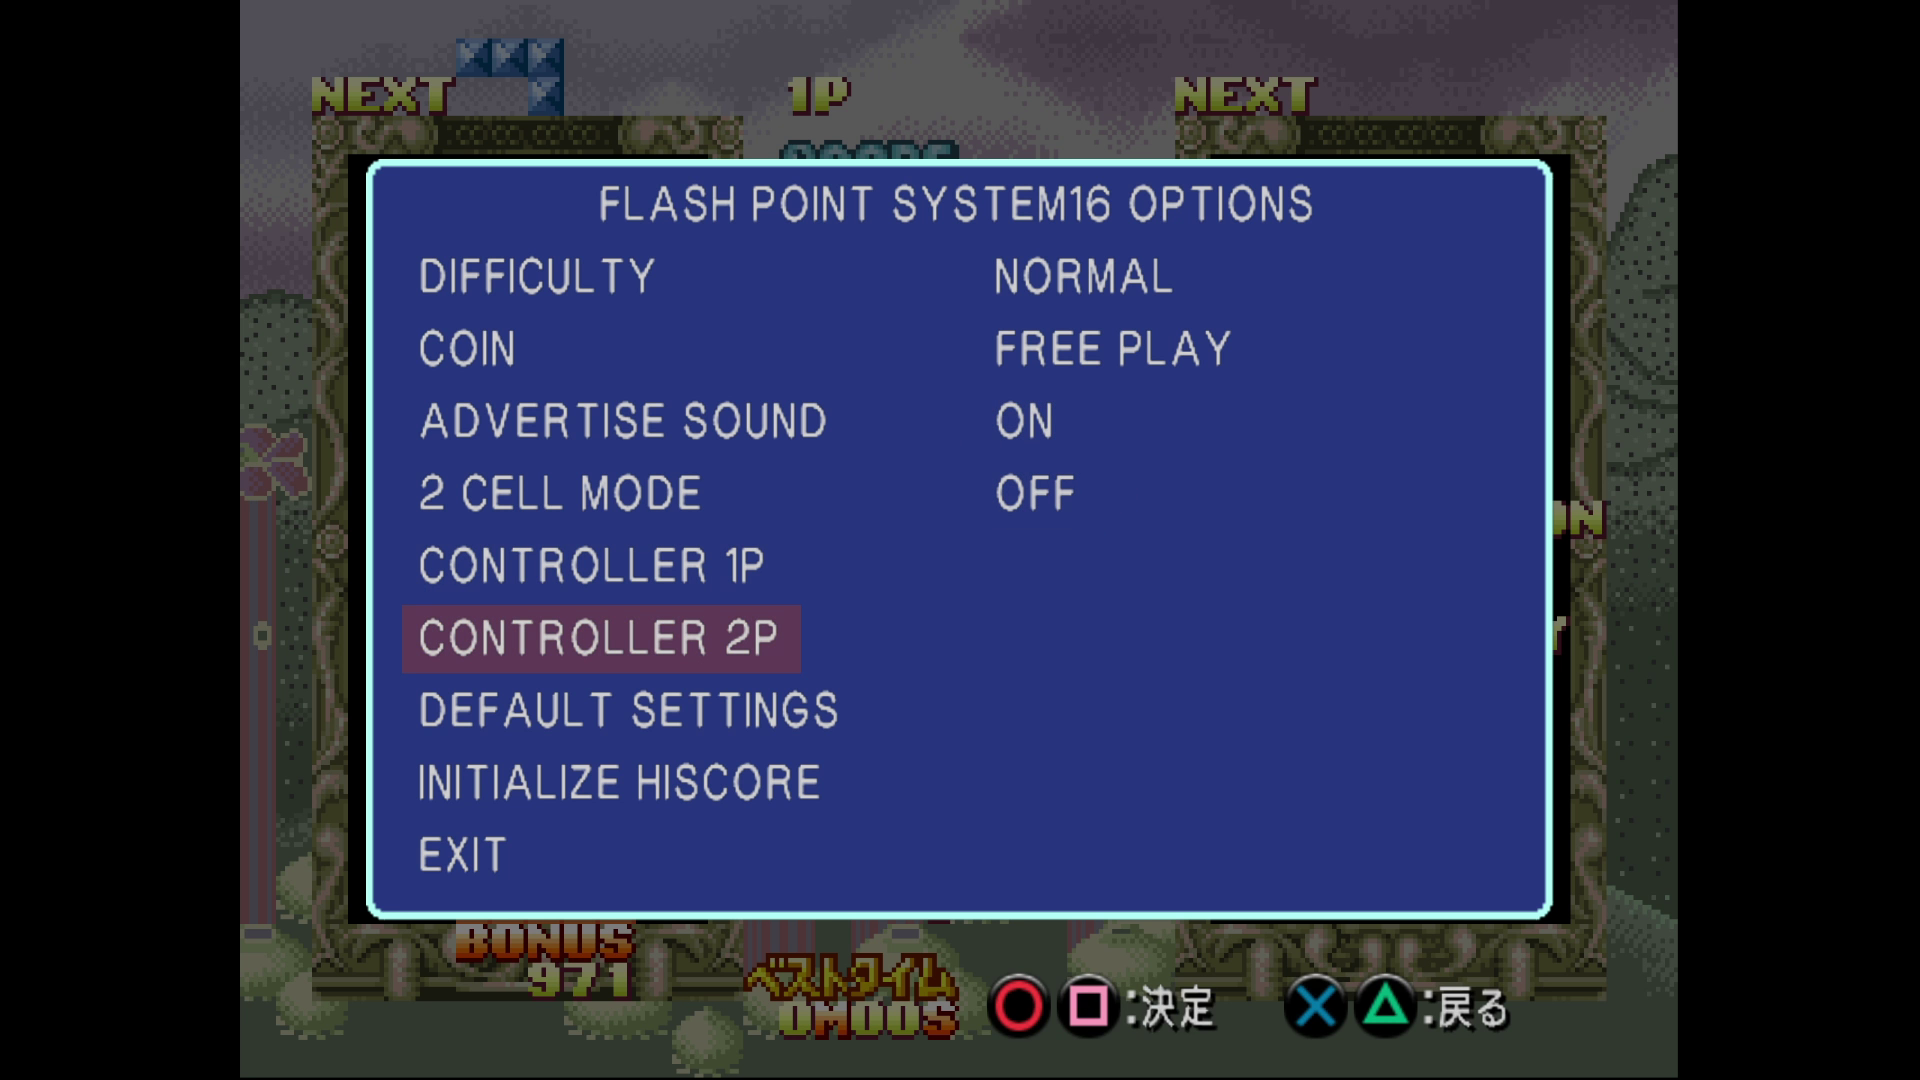 NEXT
1P
NEXT
SCORE
FLASH POINT SYSTEM16 OPTIONS
DIFFICULTY NORMAL
COIN FREE PLAY
ADVERTISE SOUND ON
2 CELL MODE OFF
CONTROLLER 1P
CONTROLLER 2P
DEFAULT SETTINGS
INITIALIZE HISCORE
EXIT
BONUS
971
ベストタイム
0M00S
:決定
:戻る